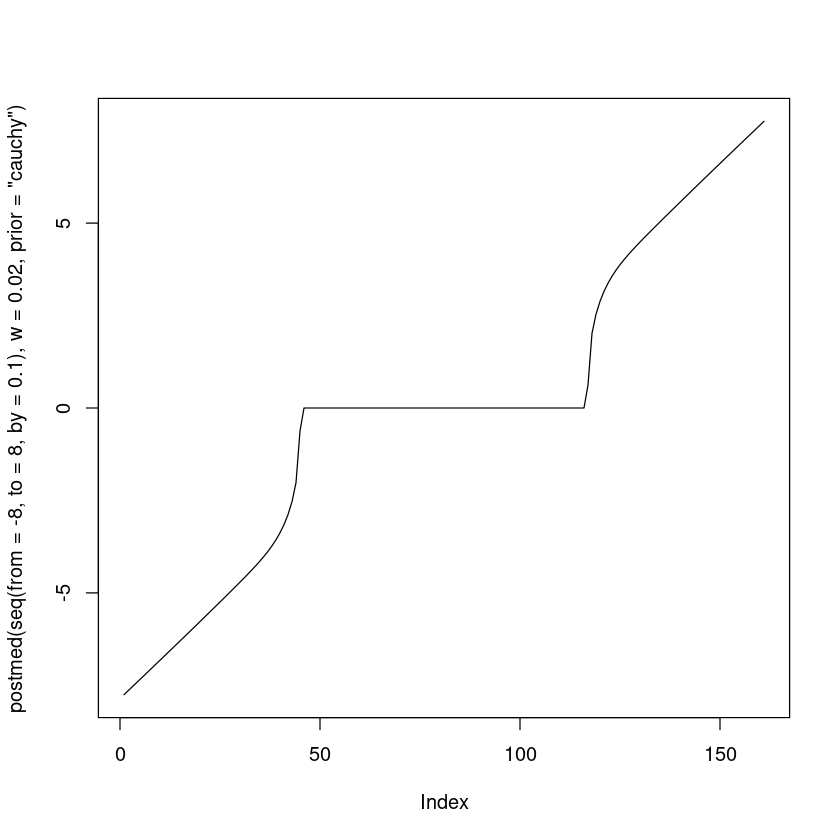 postmed(seq(from = -8, to = 8, by = 0.1), w = 0.02, prior = "cauchy")
5
0
-5
0 50 100 150
Index